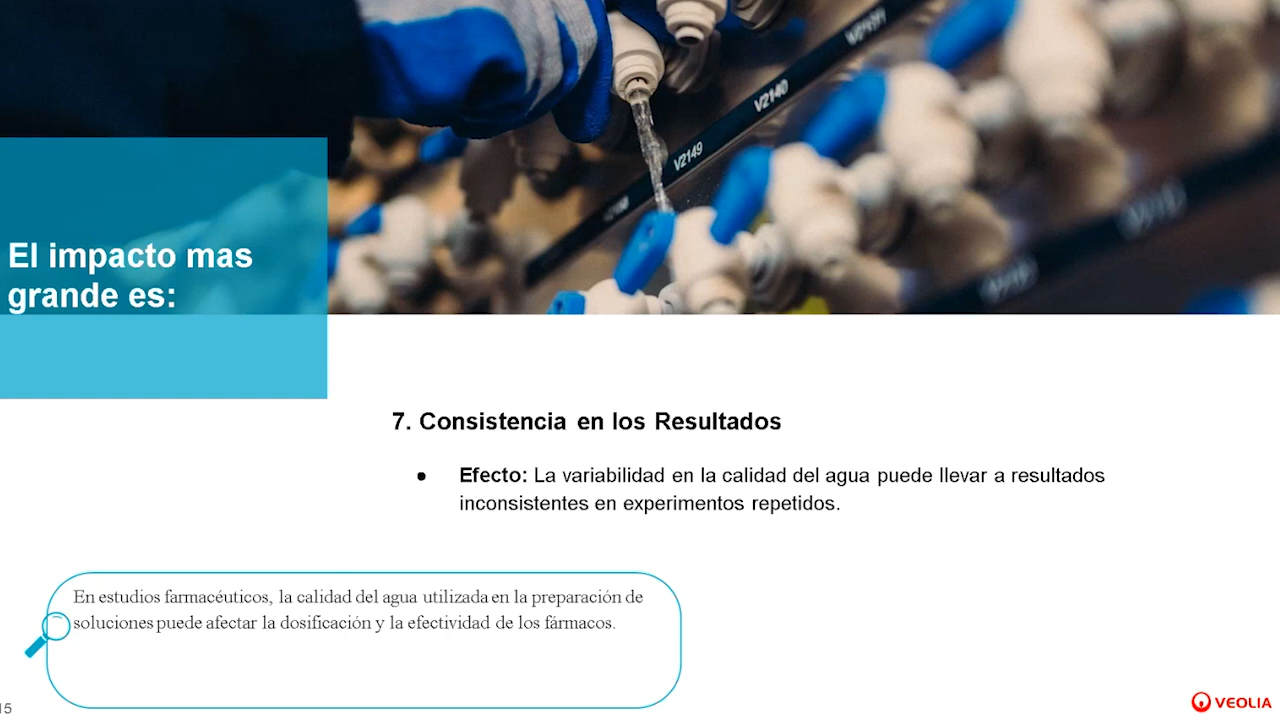 V2140
V2149
El impacto mas
grande es:
7. Consistencia en los Resultados
● Efecto: La variabilidad en la calidad del agua puede llevar a resultados
inconsistentes en experimentos repetidos.
En estudios farmacéuticos, la calidad del agua utilizada en la preparación de
soluciones puede afectar la dosificación y la efectividad de los fármacos.
15
VEOLIA